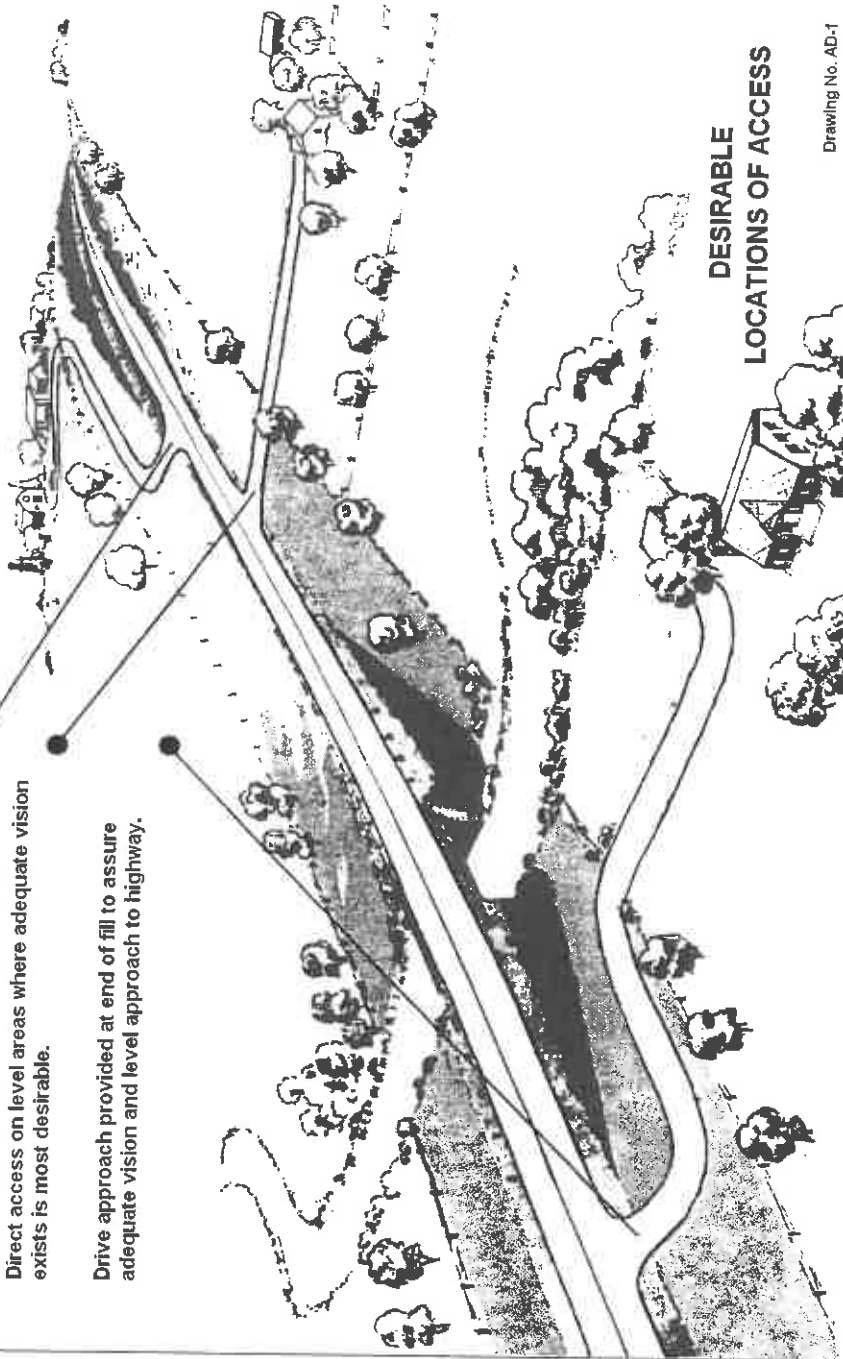 Direct access on level areas where adequate vision
exists is most desirable.
Drive approach provided at end of fill to assure
adequate vision and level approach to highway.
DESIRABLE
LOCATIONS OF ACCESS
Drawing No. AD-1